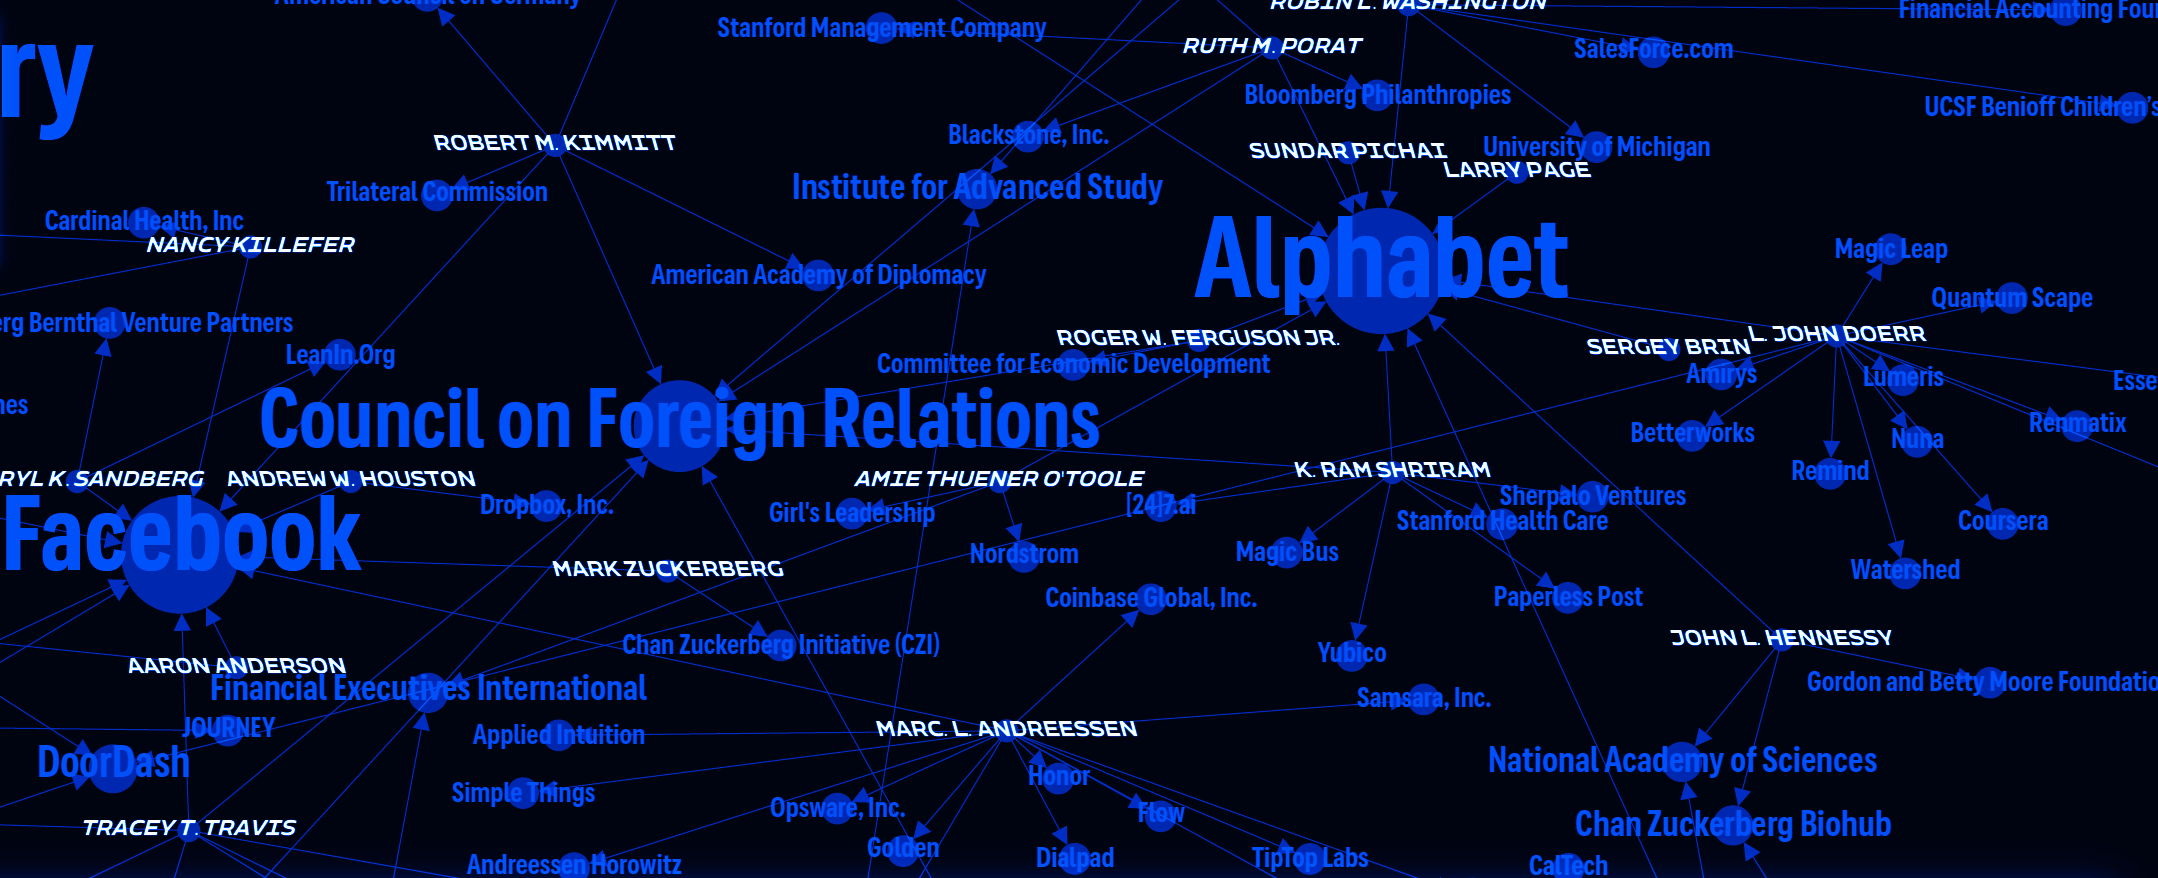 American Council on Germany
ROBIN L. WASHINGTON
Financial Accounting Foun
Stanford Management Company
RUTH M. PORAT
SalesForce.com
ry
Bloomberg Philanthropies
UCSF Benioff Children's
Blackstone, Inc.
ROBERT M. KIMMITT
SUNDAR PICHAI
University of Michigan
LARRY PAGE
Trilateral Commission
Institute for Advanced Study
Cardinal Health, Inc
NANCY KILLEFER
Alphabet
Magic Leap
American Academy of Diplomacy
Quantum Scape
erg Bernthal Venture Partners
ROGER W. FERGUSON JR.
L. JOHN DOERR
SERGEY BRIN
LeanIn.Org
Committee for Economic Development
Amirys
Lumeris
Esse
nes
Council on Foreign Relations
Renmatix
Betterworks
Nuna
K. RAM SHRIRAM
Remind
RYL K. SANDBERG
ANDREW W. HOUSTON
AMIE THUENER O'TOOLE
Sherpalo Ventures
Dropbox, Inc.
[24]7.ai
Girl's Leadership
Stanford Health Care
Coursera
Facebook
Nordstrom
Magic Bus
MARK ZUCKERBERG
Watershed
Coinbase Global, Inc.
Paperless Post
JOHN L. HENNESSY
Chan Zuckerberg Initiative (CZI)
Yubico
AARON ANDERSON
Gordon and Betty Moore Foundatio
Financial Executives International
Samsara, Inc.
JOURNEY
MARC. L. ANDREESSEN
Applied Intuition
DoorDash
National Academy of Sciences
Honor
Simple Things
Opsware, Inc.
Flow
TRACEY T. TRAVIS
Chan Zuckerberg Biohub
Golden
Dialpad
TipTop Labs
Andreessen Horowitz
CalTech